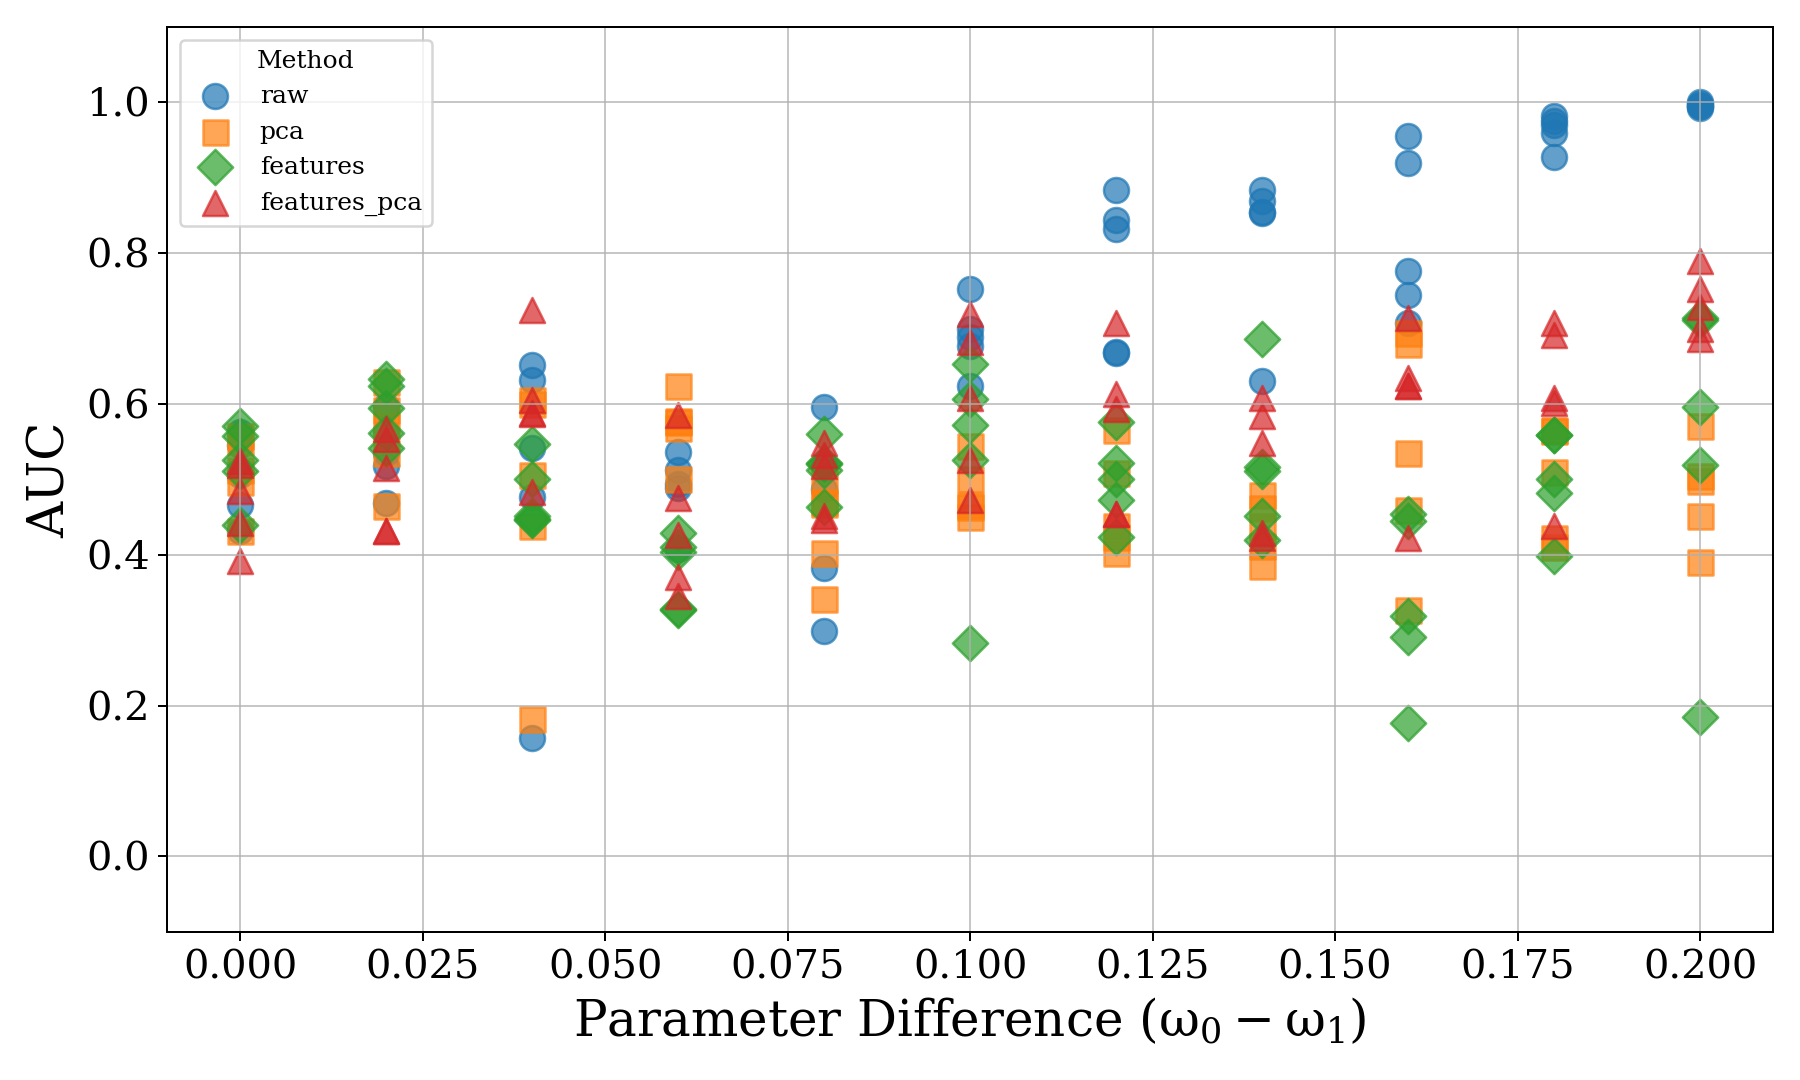 Method
raw
pca
features
features_pca
AUC
1.0
0.8
0.6
0.4
0.2
0.0
0.000 0.025 0.050 0.075 0.100 0.125 0.150 0.175 0.200
Parameter Difference (ω₀ − ω₁)